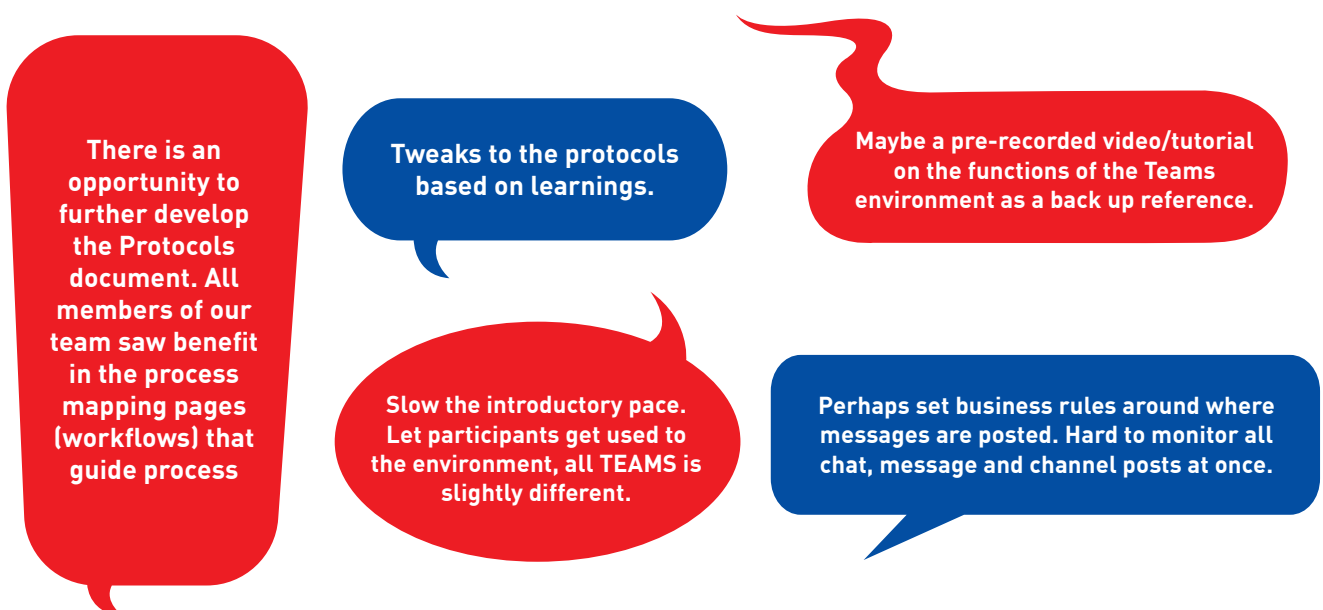 There is an
opportunity to
further develop
the Protocols
document. All
members of our
team saw benefit
in the process
mapping pages
(workflows) that
guide process
Tweaks to the protocols
based on learnings.
Maybe a pre-recorded video/tutorial
on the functions of the Teams
environment as a back up reference.
Slow the introductory pace.
Let participants get used to
the environment, all TEAMS is
slightly different.
Perhaps set business rules around where
messages are posted. Hard to monitor all
chat, message and channel posts at once.